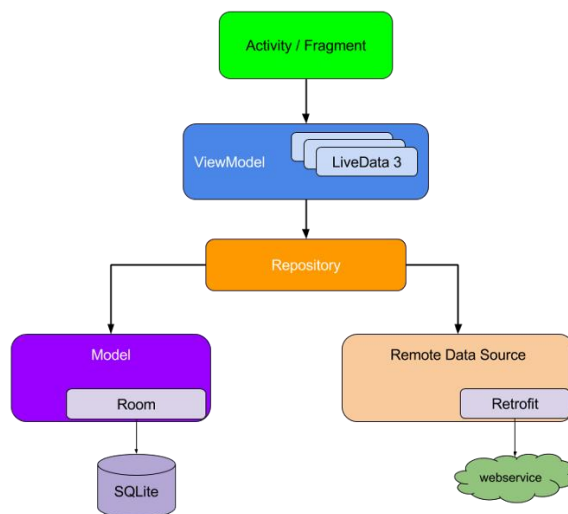 Activity / Fragment
ViewModel
LiveData 3
Repository
Model
Remote Data Source
Room
Retrofit
SQLite
webservice